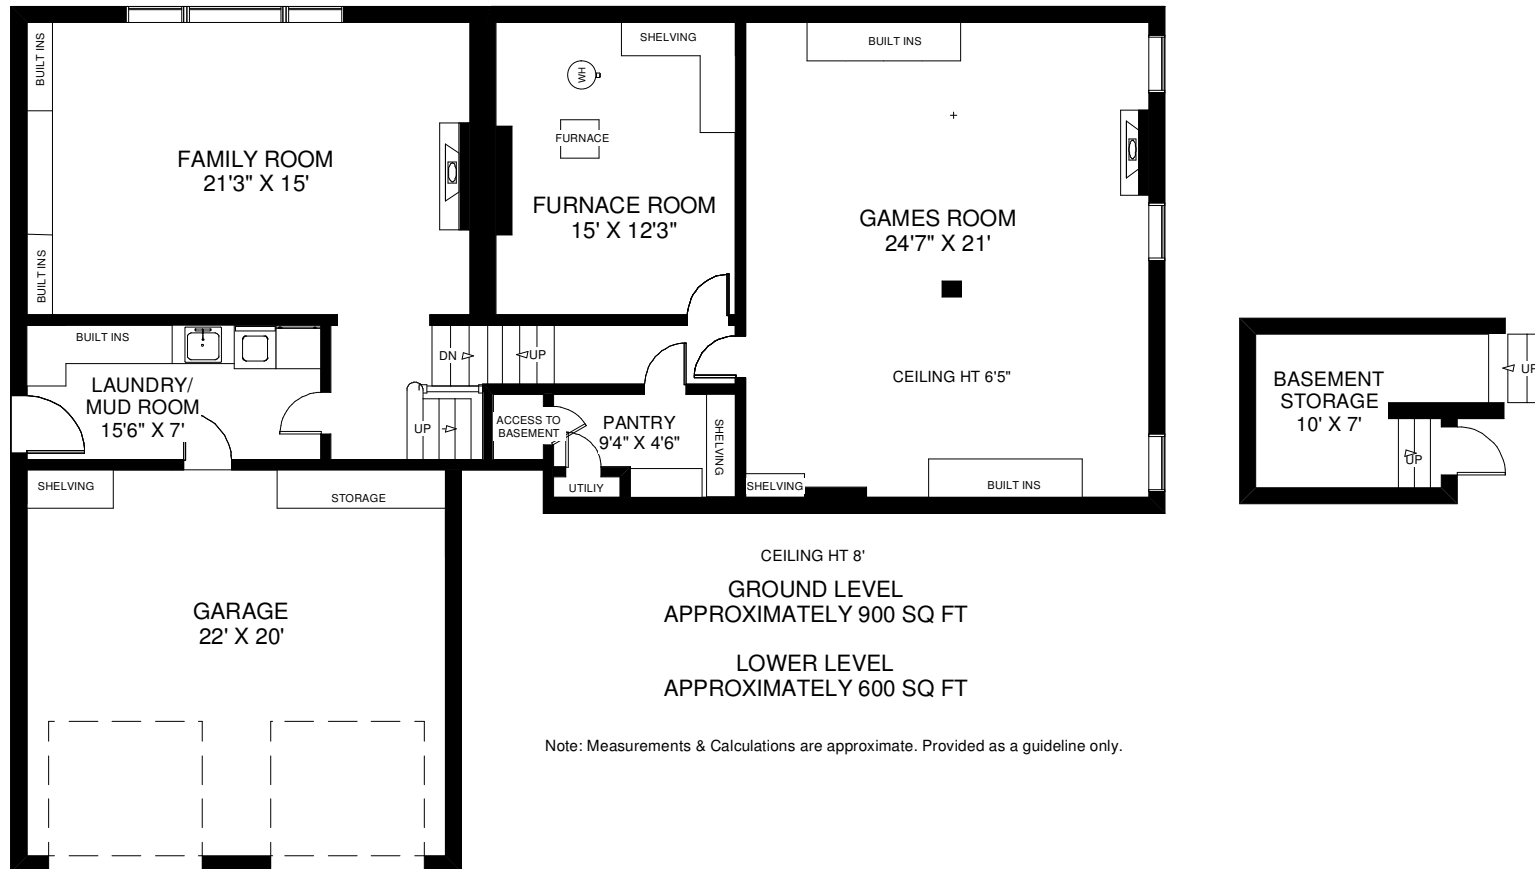 BUILT INS
SHELVING
BUILT INS
WH
FURNACE
FAMILY ROOM
21'3" X 15'
FURNACE ROOM
15' X 12'3"
GAMES ROOM
24'7" X 21'
BUILT INS
BUILT INS
DN
UP
CEILING HT 6'5"
LAUNDRY/
MUD ROOM
15'6" X 7'
UP
ACCESS TO
BASEMENT
PANTRY
9'4" X 4'6"
SHELVING
BASEMENT
STORAGE
10' X 7'
UP
UP
SHELVING
STORAGE
UTILIY
SHELVING
BUILT INS
CEILING HT 8'
GROUND LEVEL
APPROXIMATELY 900 SQ FT
GARAGE
22' X 20'
LOWER LEVEL
APPROXIMATELY 600 SQ FT
Note: Measurements & Calculations are approximate. Provided as a guideline only.